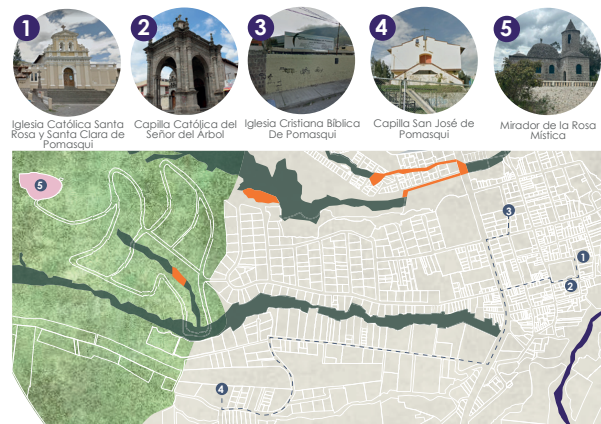 1
2
3
4
5
Iglesia Católica Santa
Rosa y Santa Clara de
Pomasqui
Capilla Católica del
Señor del Arbol
Iglesia Cristiana Bíblica
De Pomasqui
Capilla San José de
Pomasqui
Mirador de la Rosa
Mística
5
3
1
2
4